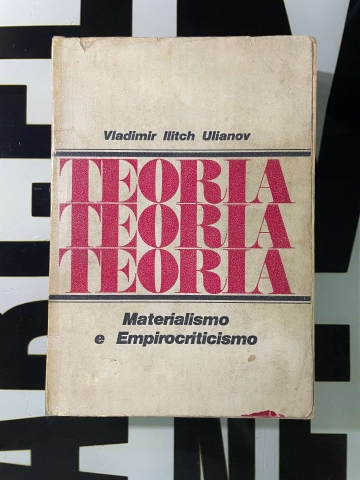 Vladimir Ilitch Ulianov
TEORIA
TEORIA
TEORIA
Materialismo
e Empirocriticismo